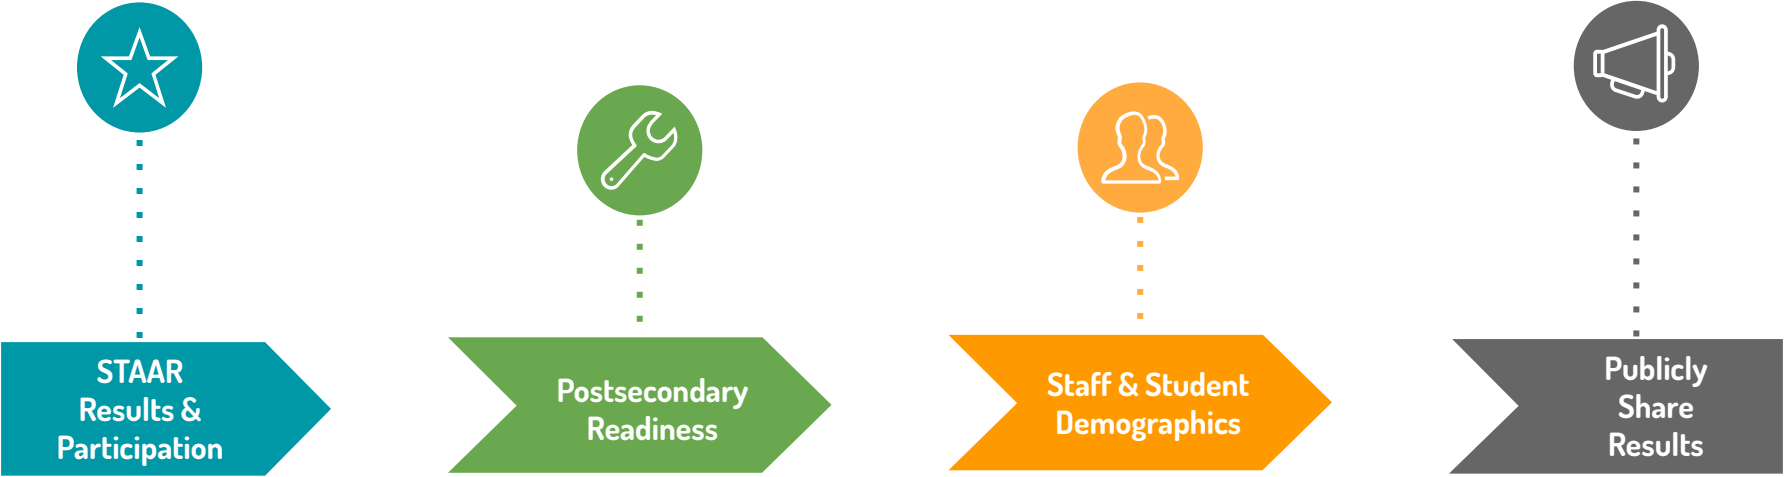 STAAR
Results &
Participation
Postsecondary
Readiness
Staff & Student
Demographics
Publicly
Share
Results